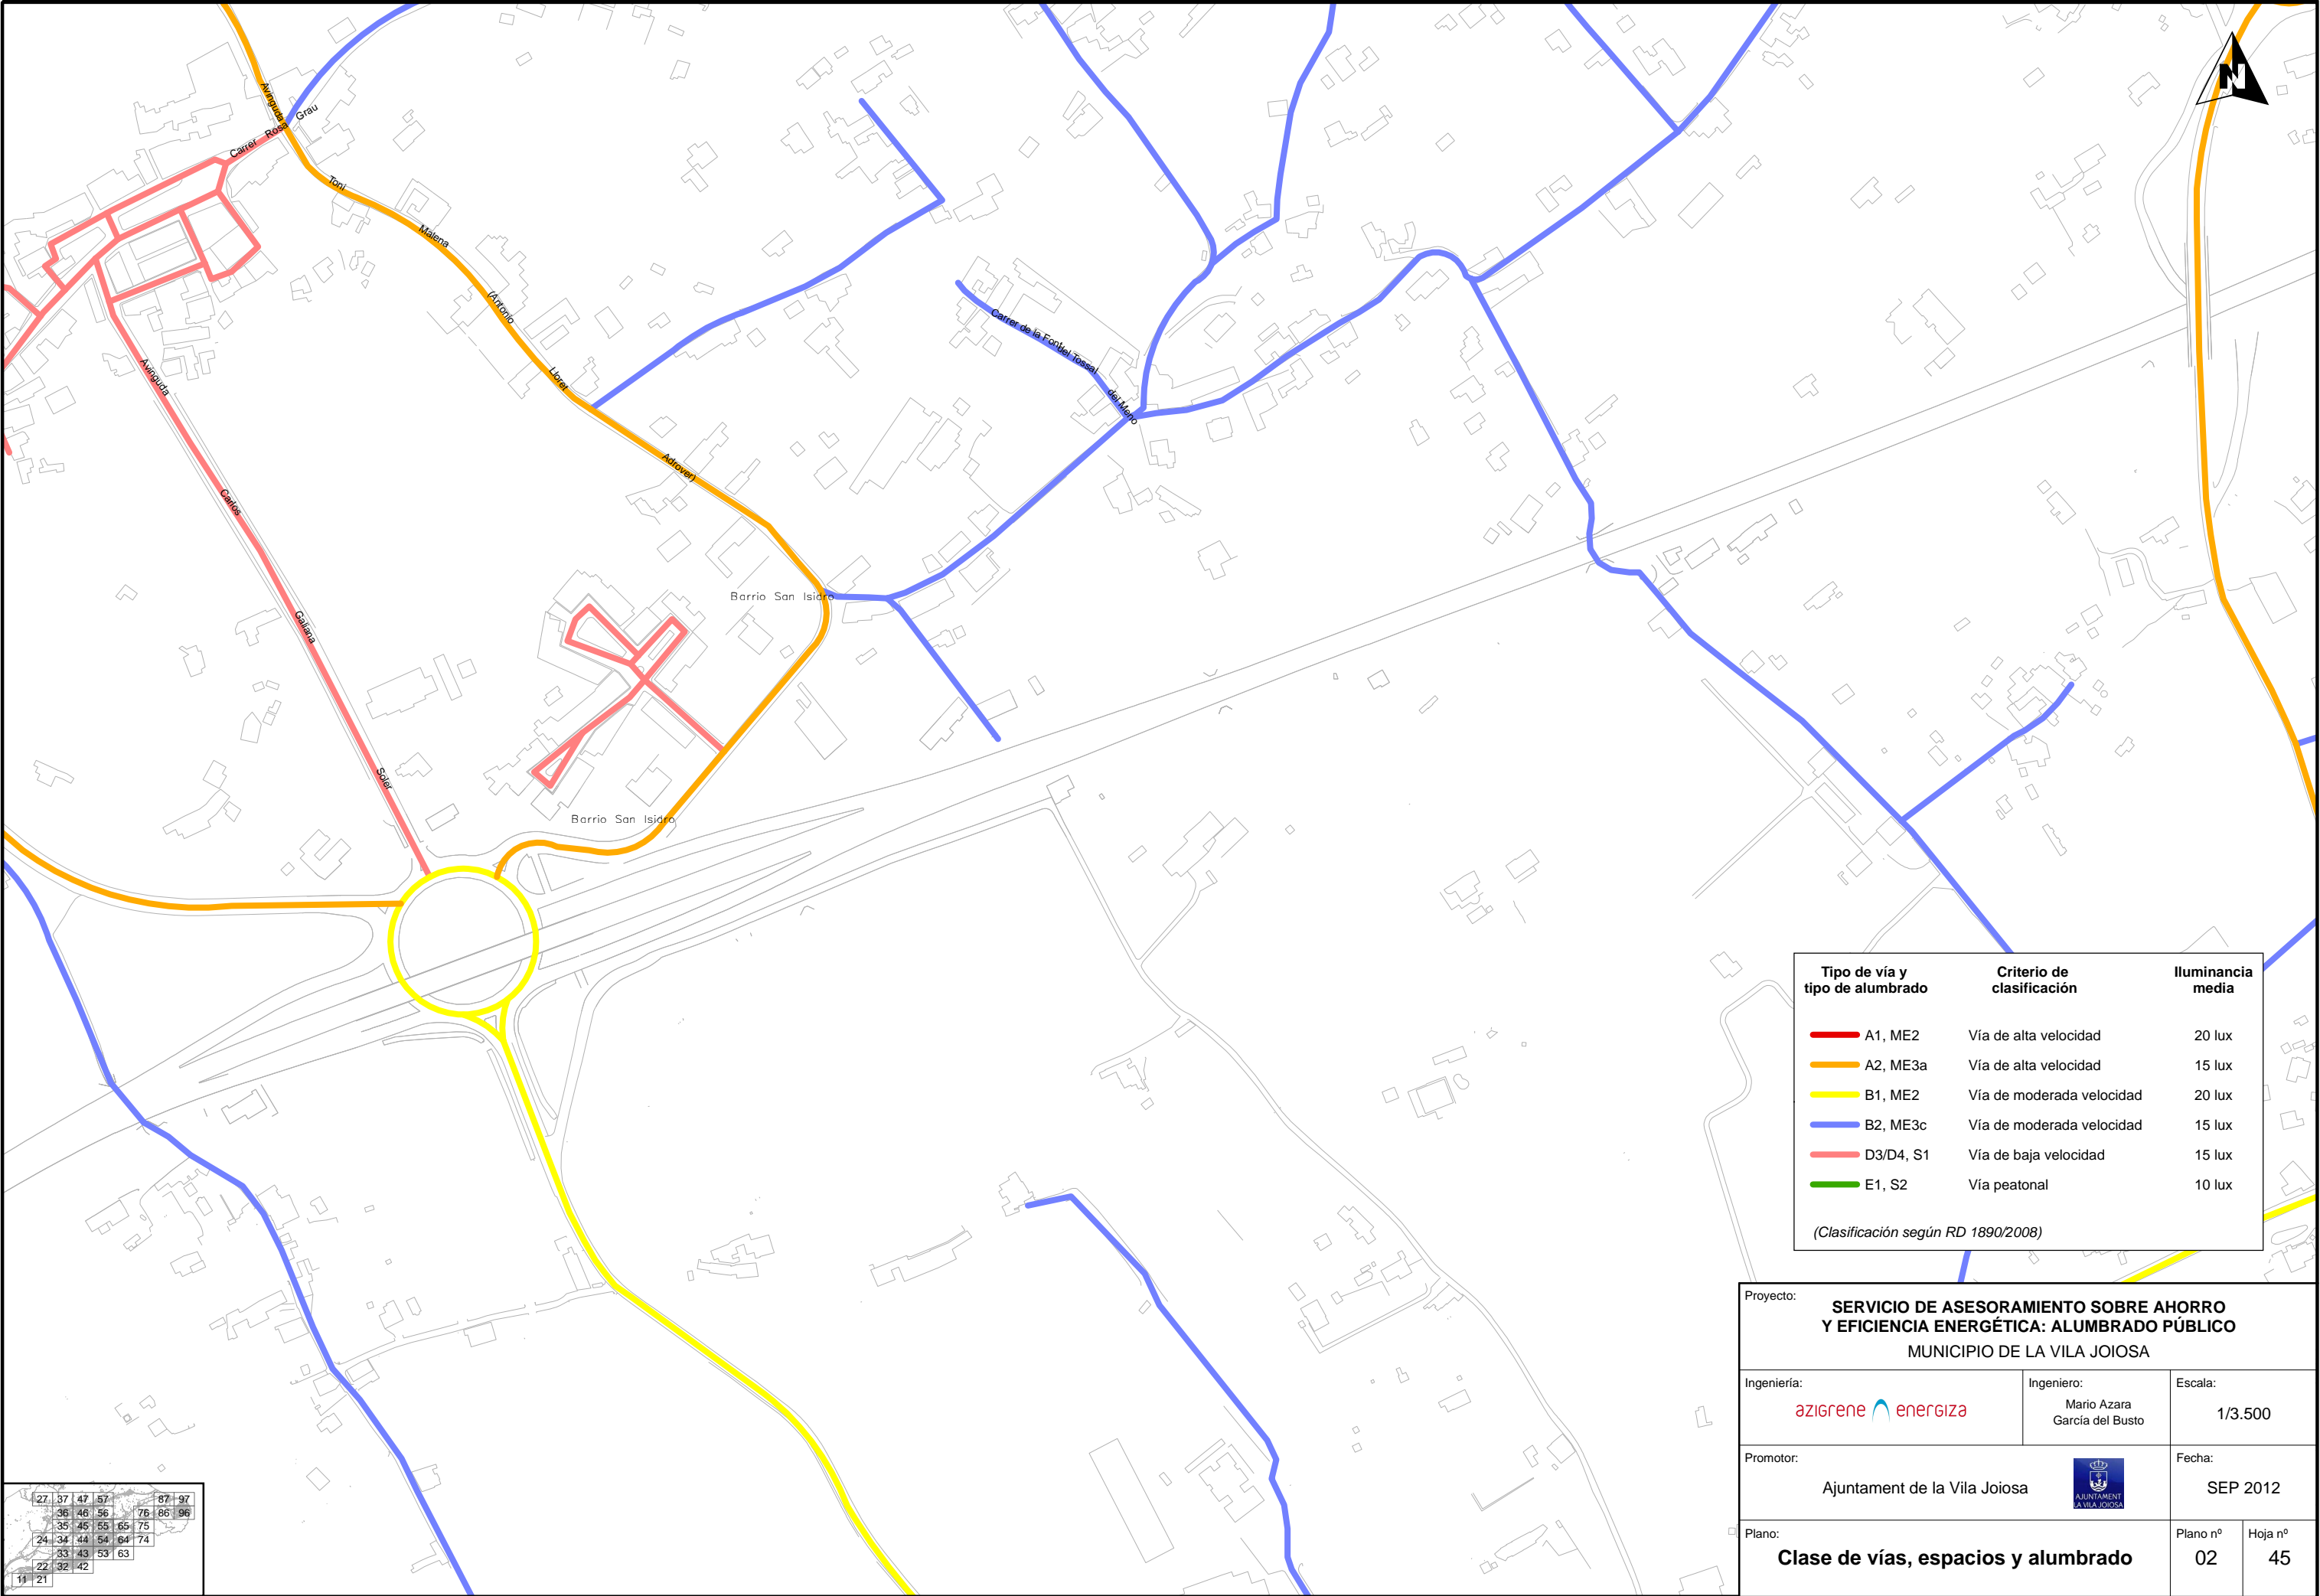 N
Avinguda
Carrer Rosa Grau
Toni
Malena
(Antonio
Lloret
Adrover)
Carrer de la Font del Tossal
del Meno
Avinguda
Carlos
Galiana
Soler
Barrio San Isidro
Barrio San Isidro
Tipo de vía y tipo de alumbrado
Criterio de clasificación
Iluminancia media
A1, ME2 Vía de alta velocidad 20 lux
A2, ME3a Vía de alta velocidad 15 lux
B1, ME2 Vía de moderada velocidad 20 lux
B2, ME3c Vía de moderada velocidad 15 lux
D3/D4, S1 Vía de baja velocidad 15 lux
E1, S2 Vía peatonal 10 lux
(Clasificación según RD 1890/2008)
Proyecto:
SERVICIO DE ASESORAMIENTO SOBRE AHORRO
Y EFICIENCIA ENERGÉTICA: ALUMBRADO PÚBLICO
MUNICIPIO DE LA VILA JOIOSA
Ingeniería:
azigrene energiza
Ingeniero:
Mario Azara
García del Busto
Escala:
1/3.500
Promotor:
Ajuntament de la Vila Joiosa
AJUNTAMENT
LA VILA JOIOSA
Fecha:
SEP 2012
Plano:
Clase de vías, espacios y alumbrado
Plano nº
02
Hoja nº
45
27 37 47 57 87 97
36 46 56 76 86 96
35 45 55 65 75
24 34 44 54 64 74
33 43 53 63
22 32 42
11 21